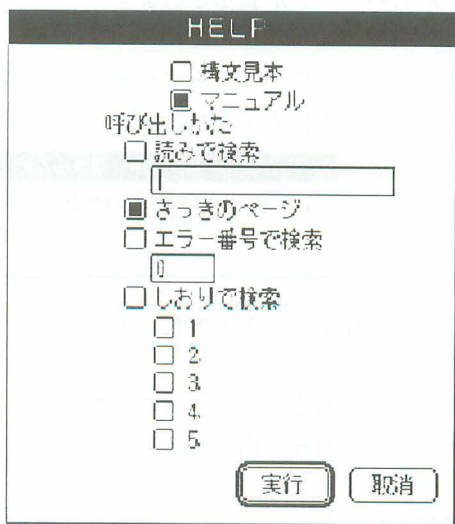 HELP
構文見本
マニュアル
呼び出しかた
読みで検索
さっきのページ
エラー番号で検索
0
しおりで検索
1.
2.
3.
4.
5.
実行 取消